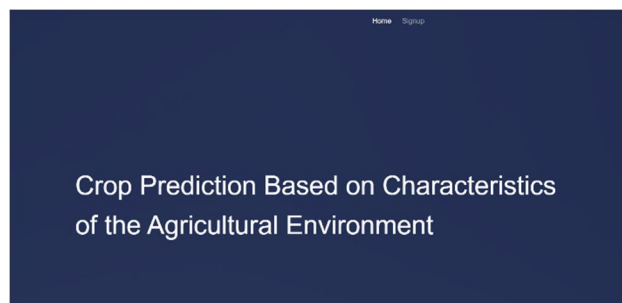 Home Signup
Crop Prediction Based on Characteristics
of the Agricultural Environment